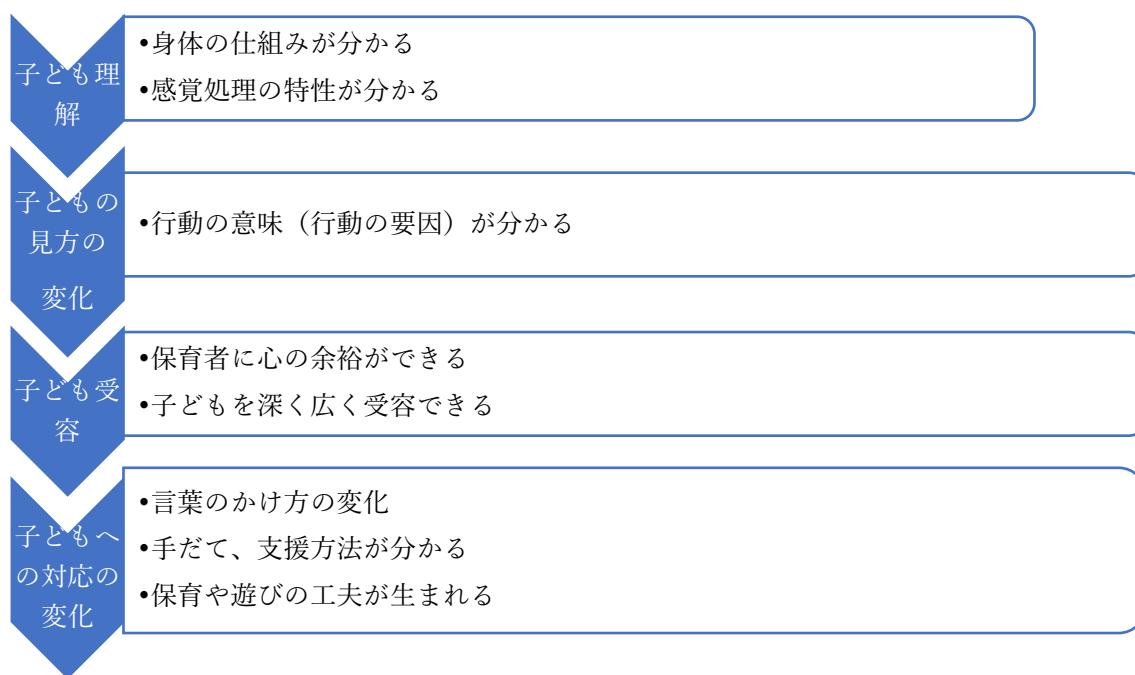 子ども理
解
•身体の仕組みが分かる
•感覚処理の特性が分かる
子どもの
見方の
変化
•行動の意味（行動の要因）が分かる
子ども受
容
•保育者に心の余裕ができる
•子どもを深く広く受容できる
子どもへ
の対応の
変化
•言葉のかけ方の変化
•手だて、支援方法が分かる
•保育や遊びの工夫が生まれる